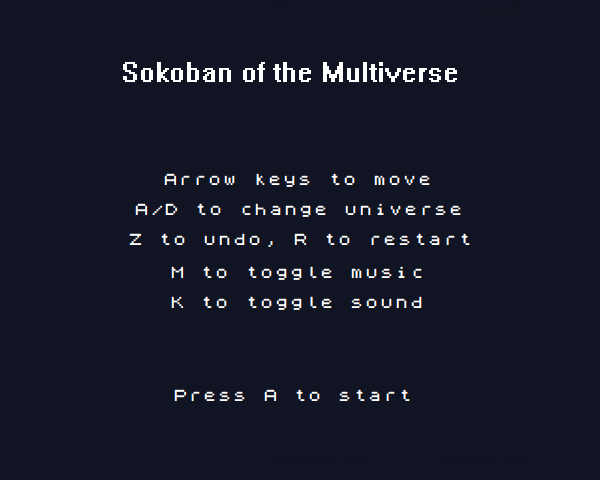 Sokoban of the Multiverse
Arrow keys to move
A/D to change universe
Z to undo, R to restart
M to toggle music
K to toggle sound
Press A to start